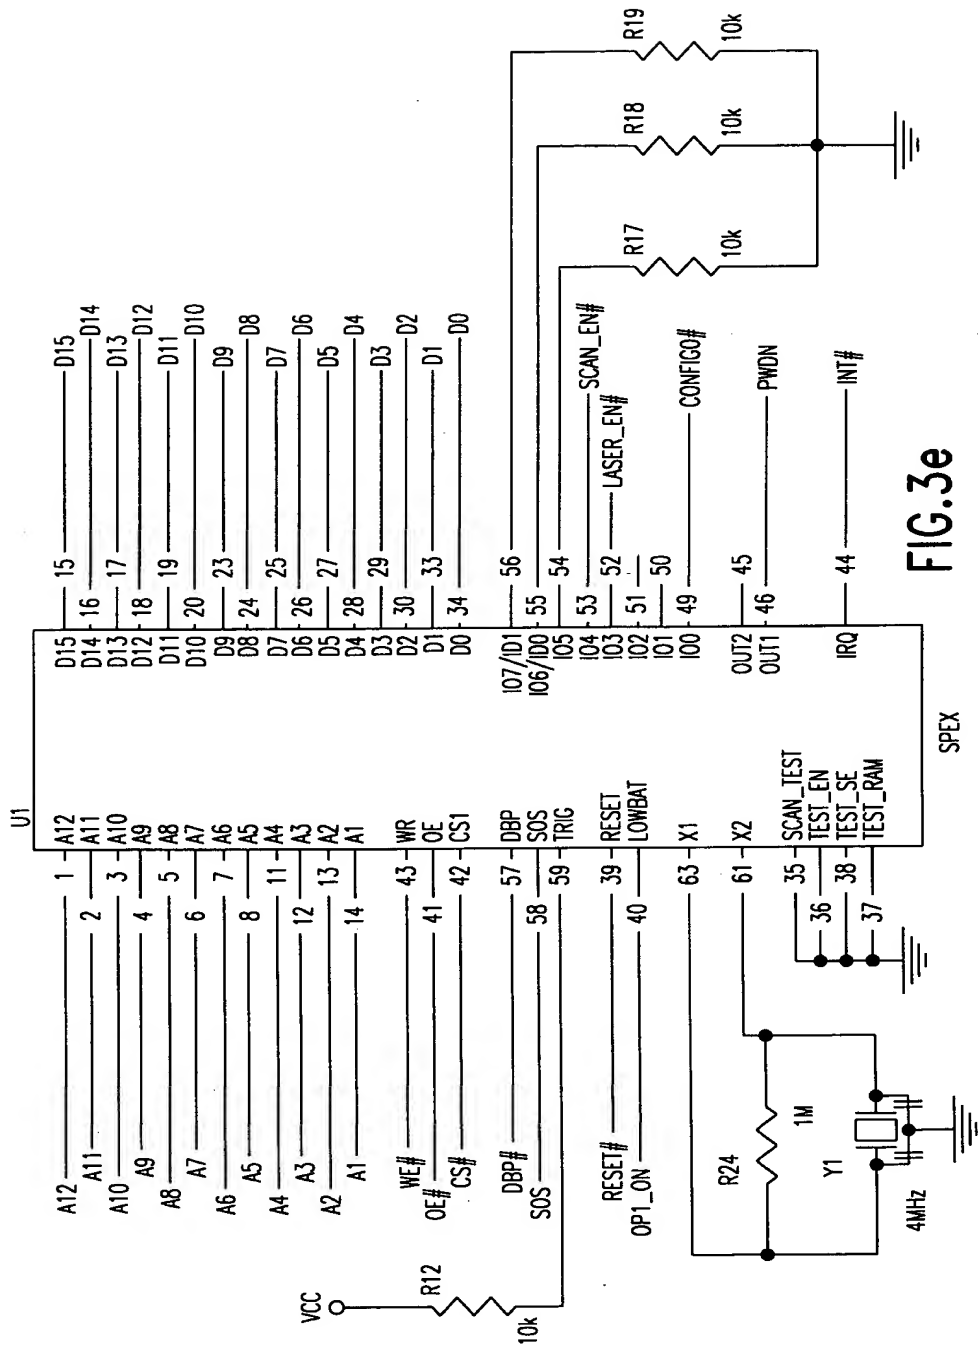 U1
A12 1 A12
A11 2 A11
A10 3 A10
A9 4 A9
A8 5 A8
A7 6 A7
A6 7 A6
A5 8 A5
A4 11 A4
A3 12 A3
A2 13 A2
A1 14 A1
WE# 43 WR
OE# 41 OE
CS# 42 CS1
DBP# 57 DBP
SOS 58 SOS
59 TRIG
RESET# 39 RESET
OP1_ON 40 LOWBAT
63 X1
61 X2
35 SCAN_TEST
36 TEST_EN
38 TEST_SE
37 TEST_RAM
VCC
R12
10k
R24
1M
Y1
4MHz
D15 15 D15
D14 16 D14
D13 17 D13
D12 18 D12
D11 19 D11
D10 20 D10
D9 23 D9
D8 24 D8
D7 25 D7
D6 26 D6
D5 27 D5
D4 28 D4
D3 29 D3
D2 30 D2
D1 33 D1
D0 34 D0
IO7/ID1 56
IO6/ID0 55
IO5 54
IO4 53 SCAN_EN#
IO3 52 LASER_EN#
IO2 51
IO1 50
IO0 49 CONFIG0#
OUT2 45
OUT1 46 PWDN
IRQ 44 INT#
R17
10k
R18
10k
R19
10k
SPEX
FIG.3e